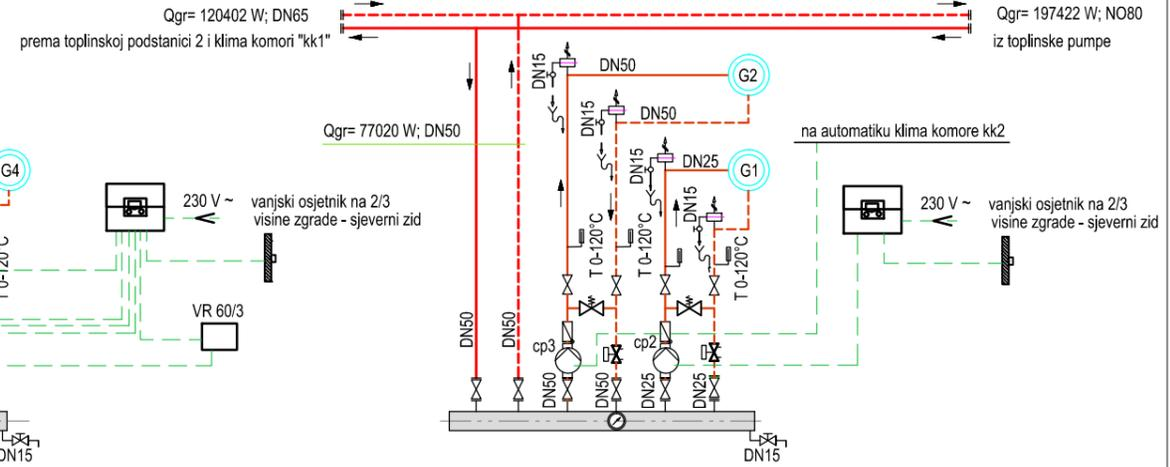 Qgr= 120402 W; DN65
prema toplinskoj podstanici 2 i klima komori "kk1"
Qgr= 197422 W; NO80
iz toplinske pumpe
DN15
DN50
G2
DN15
DN50
Qgr= 77020 W; DN50
na automatiku klima komore kk2
DN15
DN25
G1
G4
DN15
230 V ~
vanjski osjetnik na 2/3
visine zgrade - sjeverni zid
230 V ~
vanjski osjetnik na 2/3
visine zgrade - sjeverni zid
T 0-120°C
T 0-120°C
T 0-120°C
T 0-120°C
VR 60/3
DN50
DN50
cp3
cp2
DN50
DN50
DN25
DN25
DN15
DN15